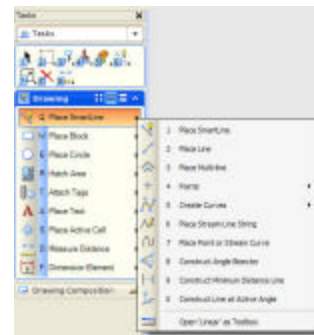 Tasks
Tasks
Drawing
Q Place SmartLine
W Place Block
E Place Circle
R Hatch Area
T Attach Tags
A Place Text
S Place Active Cell
D Measure Distance
F Dimension Element
Drawing Composition
1 Place SmartLine
2 Place Line
3 Place Multi-line
4 Points
5 Create Curves
6 Place Stream Line String
7 Place Point or Stream Curve
8 Construct Angle Bisector
9 Construct Minimum Distance Line
0 Construct Line at Active Angle
Open 'Linear' as Toolbox